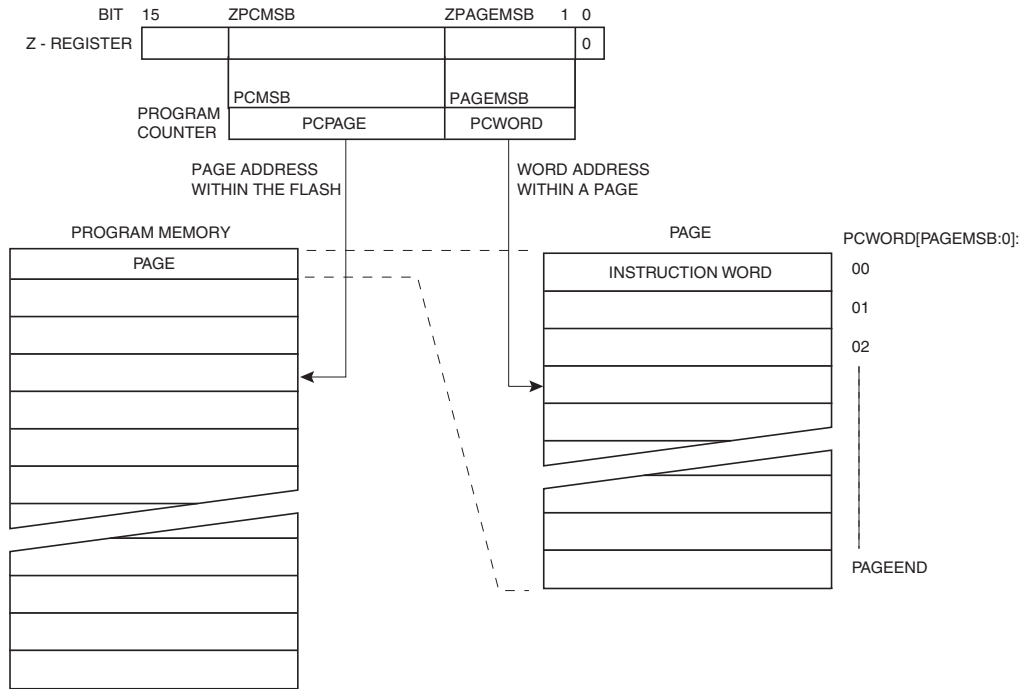 BIT 15 ZPCMSB ZPAGEMSB 1 0
Z - REGISTER 0
PCMSB PAGEMSB
PROGRAM
COUNTER
PCPAGE PCWORD
PAGE ADDRESS
WITHIN THE FLASH
WORD ADDRESS
WITHIN A PAGE
PROGRAM MEMORY
PAGE
PAGE
PCWORD[PAGEMSB:0]:
INSTRUCTION WORD
00
01
02
PAGEEND